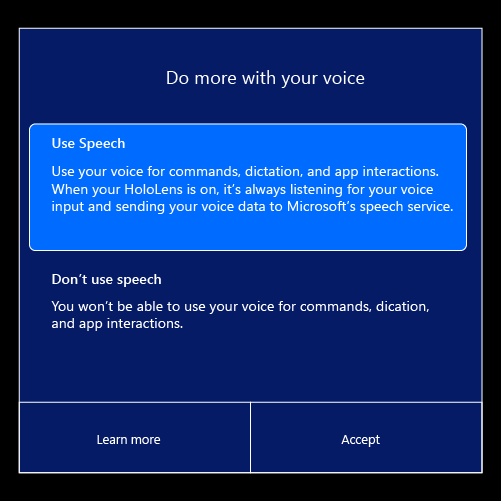 Do more with your voice
Use Speech
Use your voice for commands, dictation, and app interactions.
When your HoloLens is on, it’s always listening for your voice
input and sending your voice data to Microsoft’s speech service.
Don’t use speech
You won’t be able to use your voice for commands, dication,
and app interactions.
Learn more
Accept